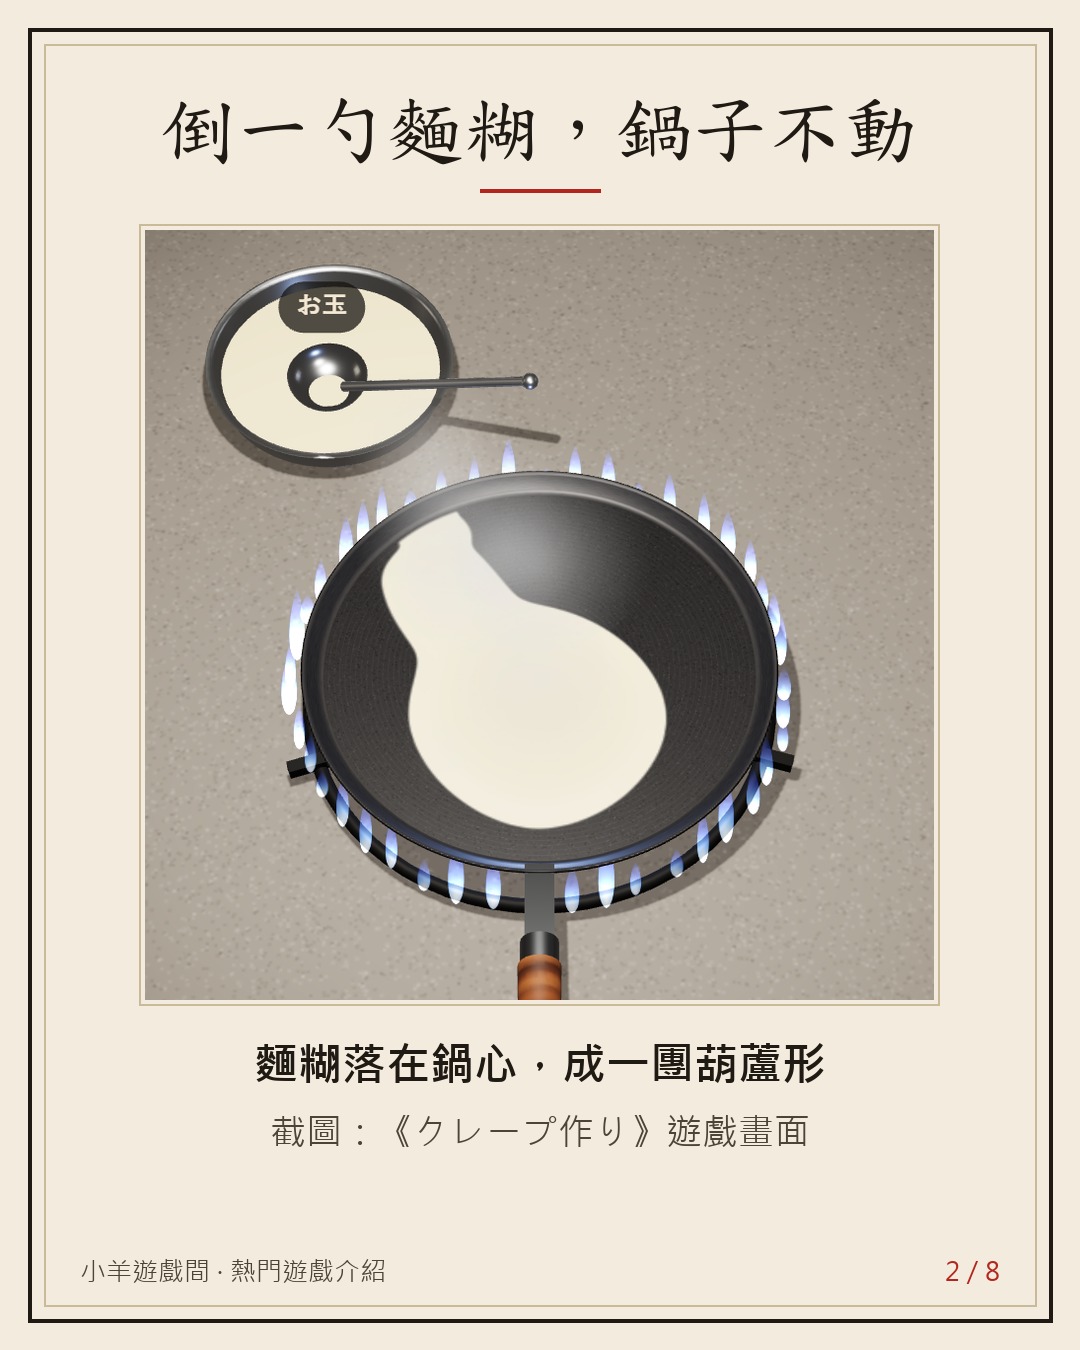 倒一勺麵糊，鍋子不動
お玉
麵糊落在鍋心，成一團葫蘆形
截圖：《クレープ作り》遊戲畫面
小羊遊戲間·熱門遊戲介紹
2 / 8